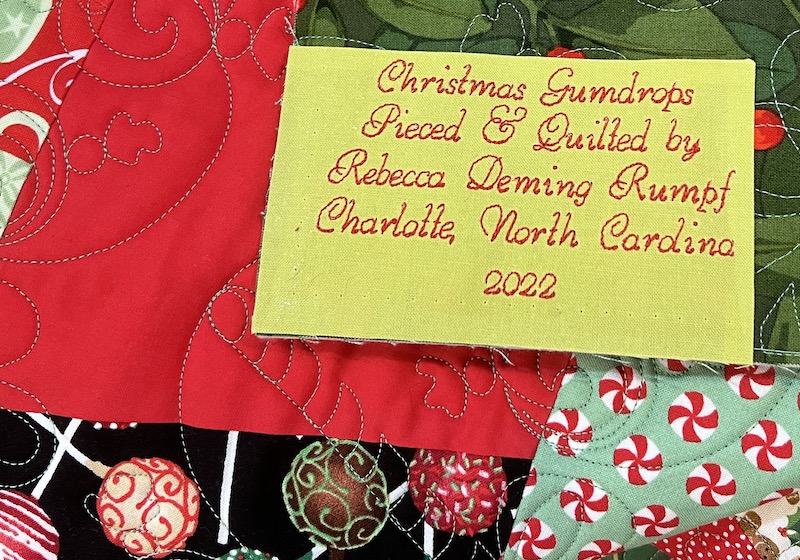 Christmas Gumdrops
Pieced & Quilted by
Rebecca Deming Rumpf
Charlotte, North Carolina
2022